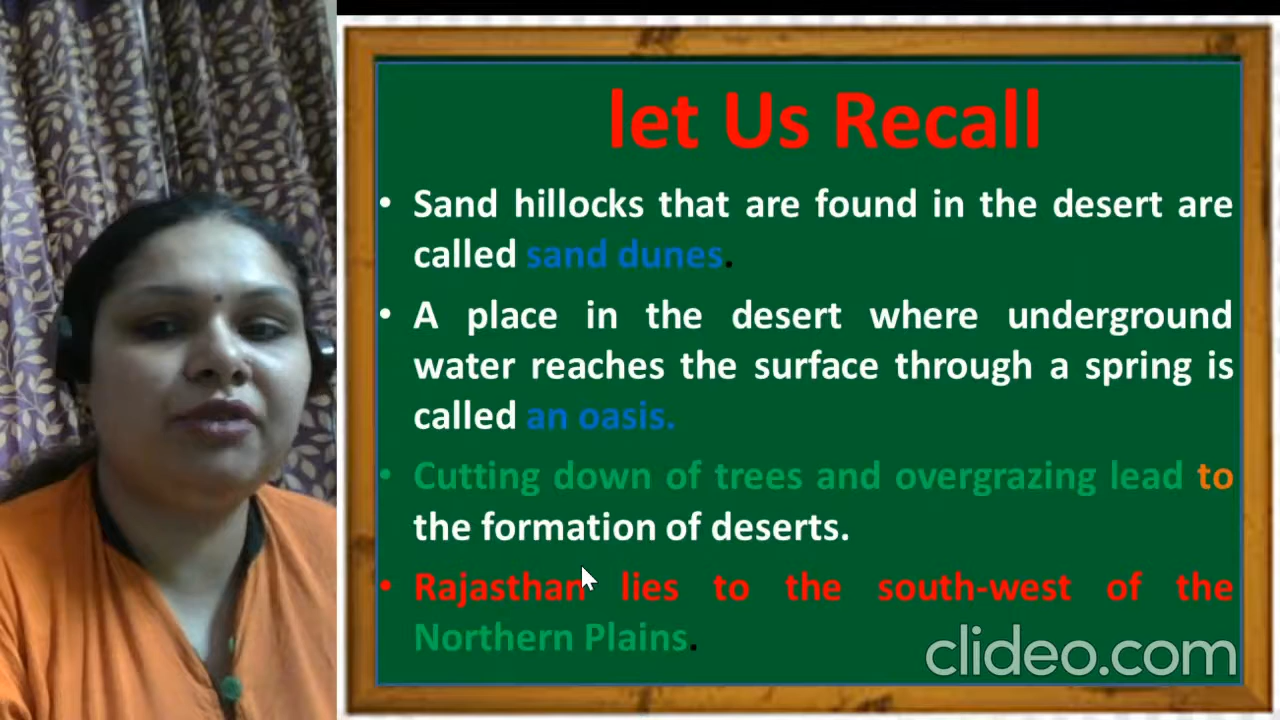 let Us Recall
• Sand hillocks that are found in the desert are
called sand dunes.
• A place in the desert where underground
water reaches the surface through a spring is
called an oasis.
• Cutting down of trees and overgrazing lead to
the formation of deserts.
• Rajasthan lies to the south-west of the
Northern Plains.
clideo.com